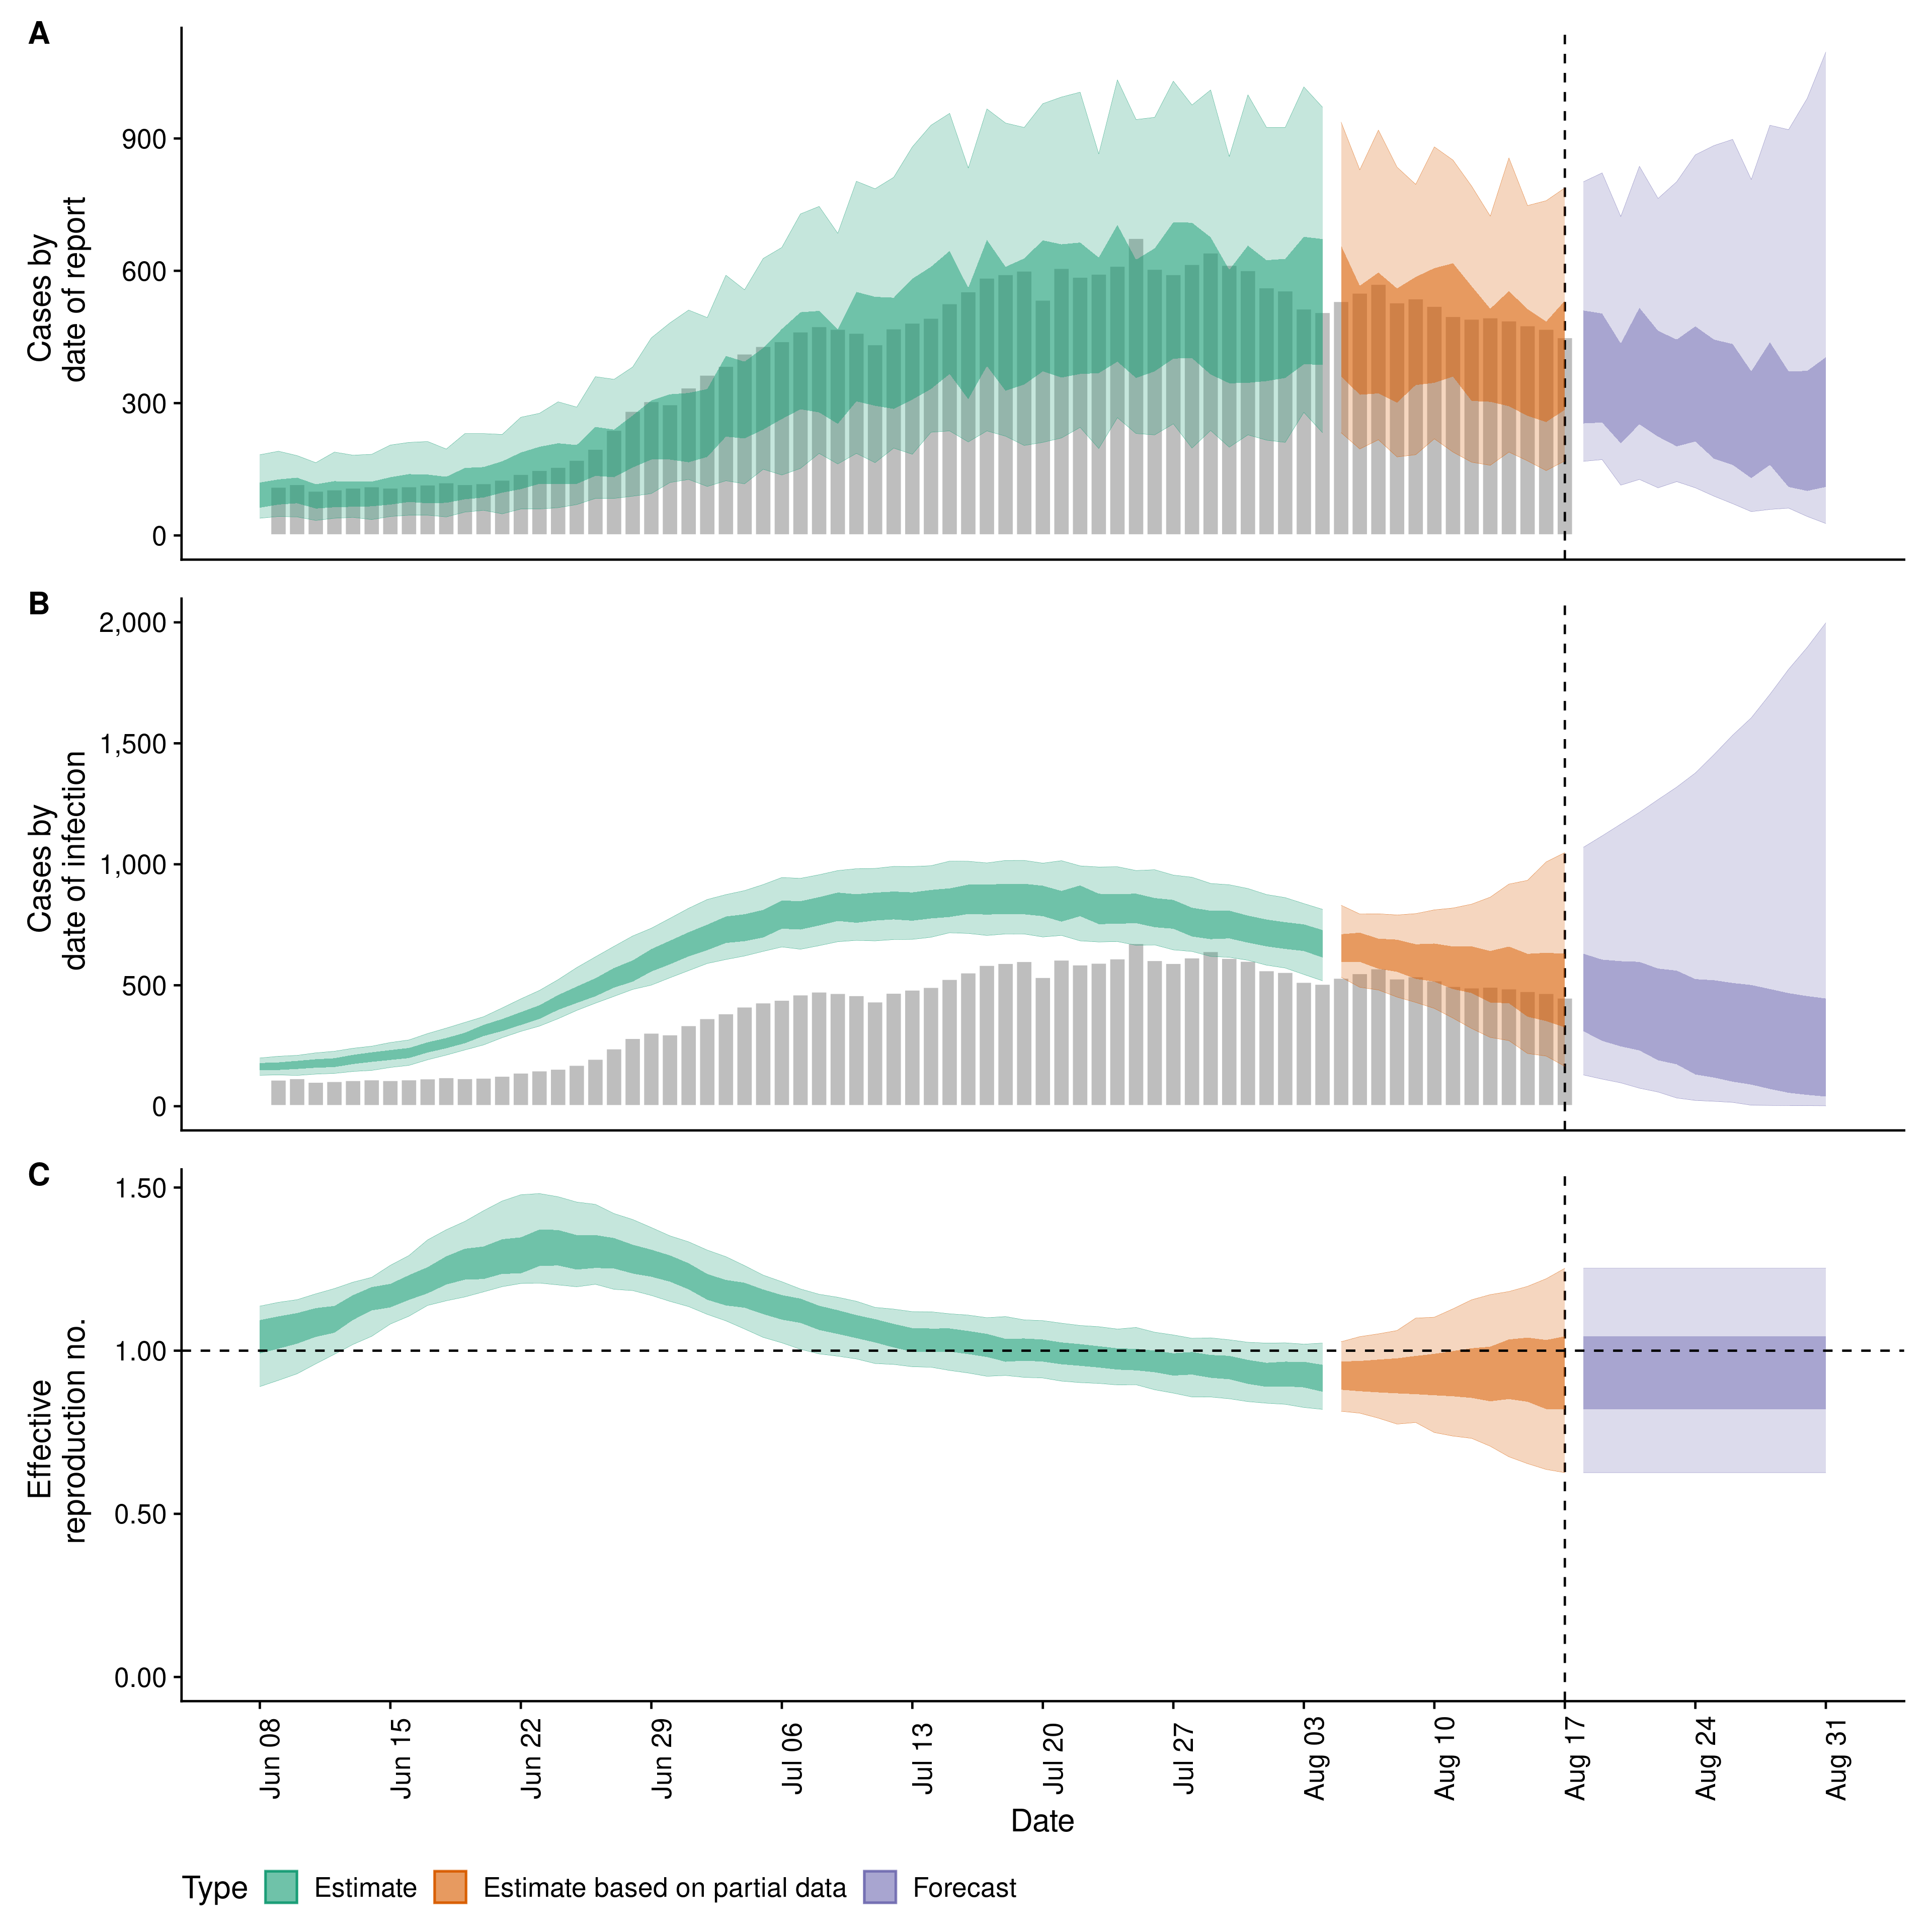 A
Cases by
date of report
900
600
300
0
B
Cases by
date of infection
2,000
1,500
1,000
500
0
C
Effective
reproduction no.
1.50
1.00
0.50
0.00
Jun 08
Jun 15
Jun 22
Jun 29
Jul 06
Jul 13
Jul 20
Jul 27
Aug 03
Aug 10
Aug 17
Aug 24
Aug 31
Date
Type
Estimate
Estimate based on partial data
Forecast